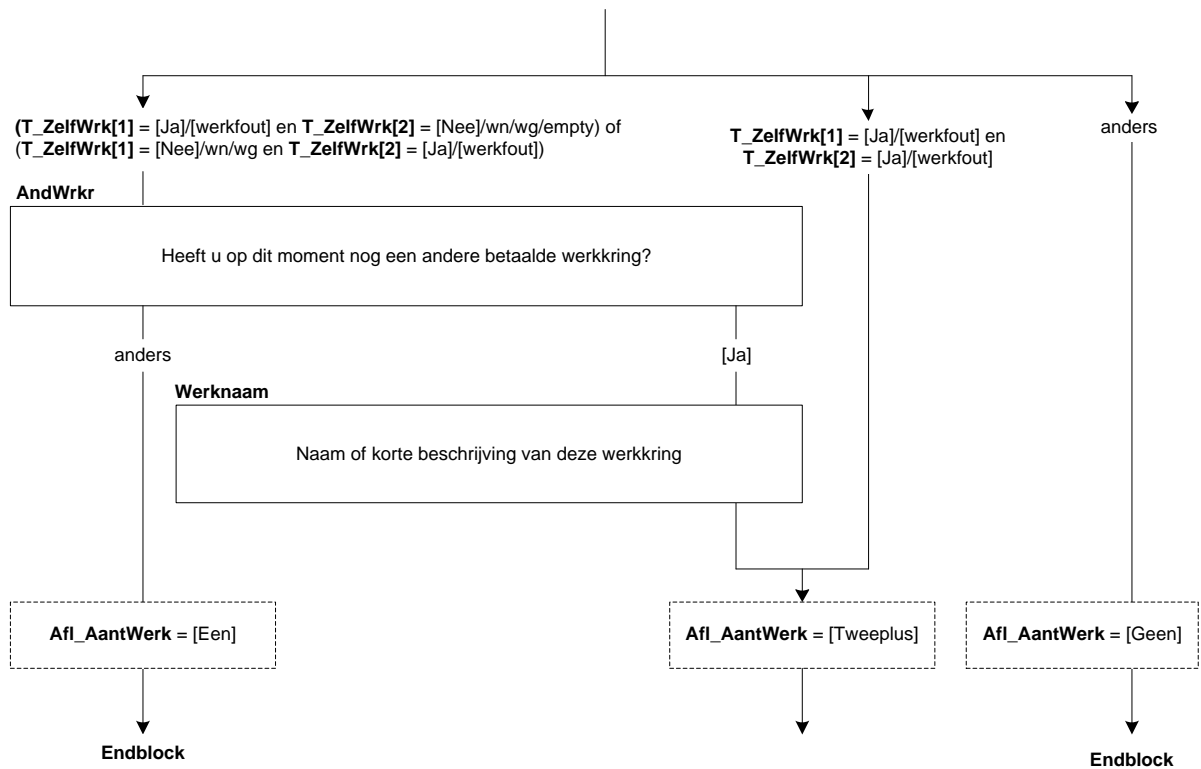 (T_ZelfWrk[1] = [Ja]/[werkfout] en T_ZelfWrk[2] = [Nee]/wn/wg/empty) of
(T_ZelfWrk[1] = [Nee]/wn/wg en T_ZelfWrk[2] = [Ja]/[werkfout])
T_ZelfWrk[1] = [Ja]/[werkfout] en
T_ZelfWrk[2] = [Ja]/[werkfout]
anders
AndWrkr
Heeft u op dit moment nog een andere betaalde werkkring?
anders
[Ja]
Werknaam
Naam of korte beschrijving van deze werkkring
Afl_AantWerk = [Een]
Afl_AantWerk = [Tweeplus]
Afl_AantWerk = [Geen]
Endblock
Endblock